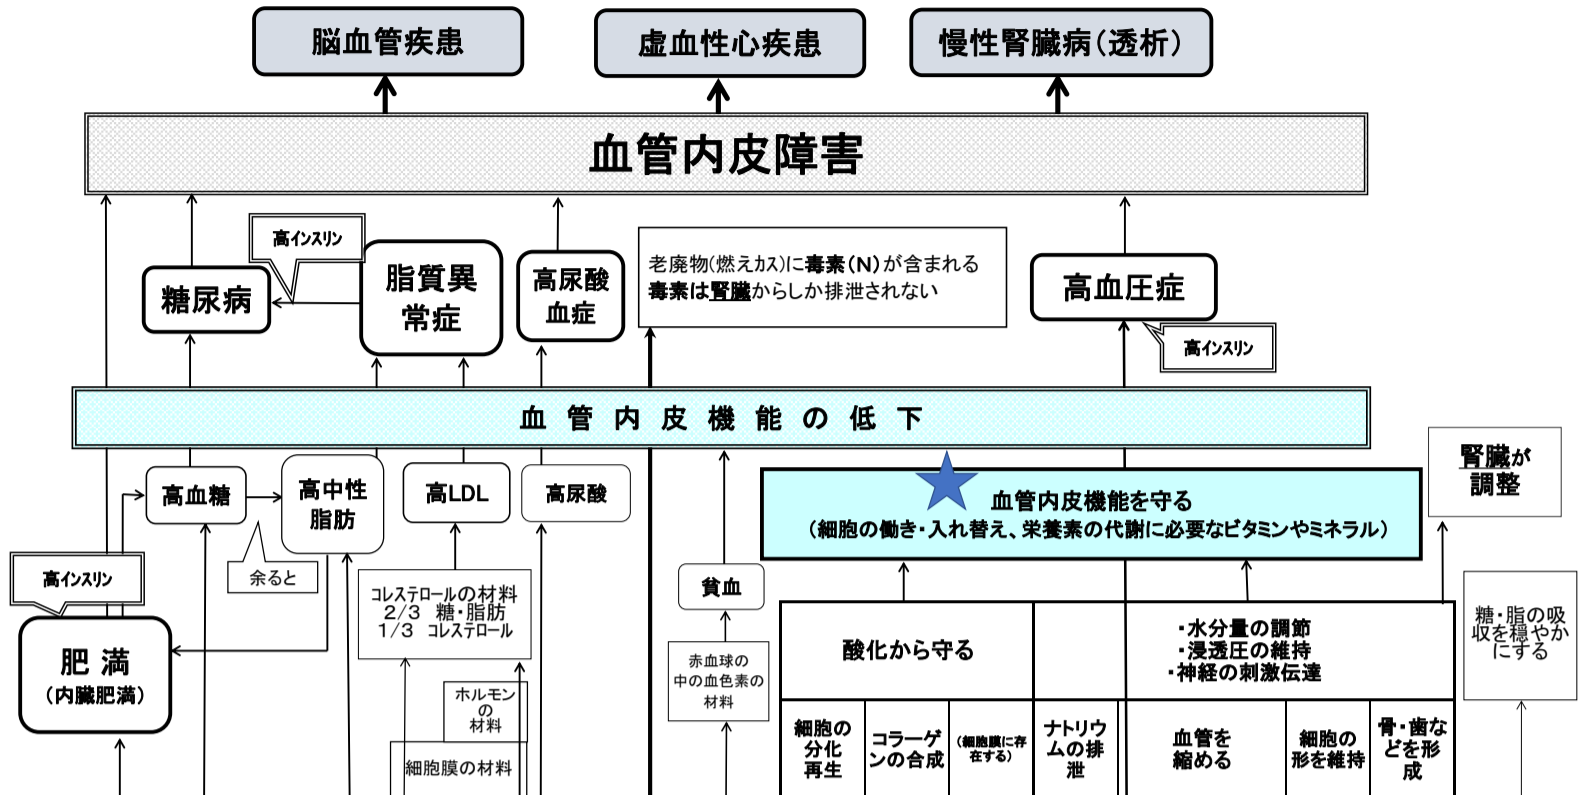 脳血管疾患
虚血性心疾患
慢性腎臓病（透析）
血管内皮障害
高インスリン
糖尿病
脂質異
常症
高尿酸
血症
老廃物(燃えカス)に毒素（N）が含まれる
毒素は腎臓からしか排泄されない
高血圧症
高インスリン
血管内皮機能の低下
高血糖
高中性
脂肪
高LDL
高尿酸
血管内皮機能を守る
（細胞の働き・入れ替え、栄養素の代謝に必要なビタミンやミネラル）
腎臓が
調整
高インスリン
余ると
肥満
（内臓肥満）
コレステロールの材料
2/3　糖・脂肪
1/3　コレステロール
貧血
赤血球の
中の血色素の
材料
ホルモン
の
材料
細胞膜の材料
酸化から守る
・水分量の調節
・浸透圧の維持
・神経の刺激伝達
糖・脂の吸
収を穏やか
にする
細胞の
分化
再生
コラーゲ
ンの合成
（細胞膜に存
在する）
ナトリウ
ムの排
泄
血管を
縮める
細胞の
形を維持
骨・歯な
どを形
成